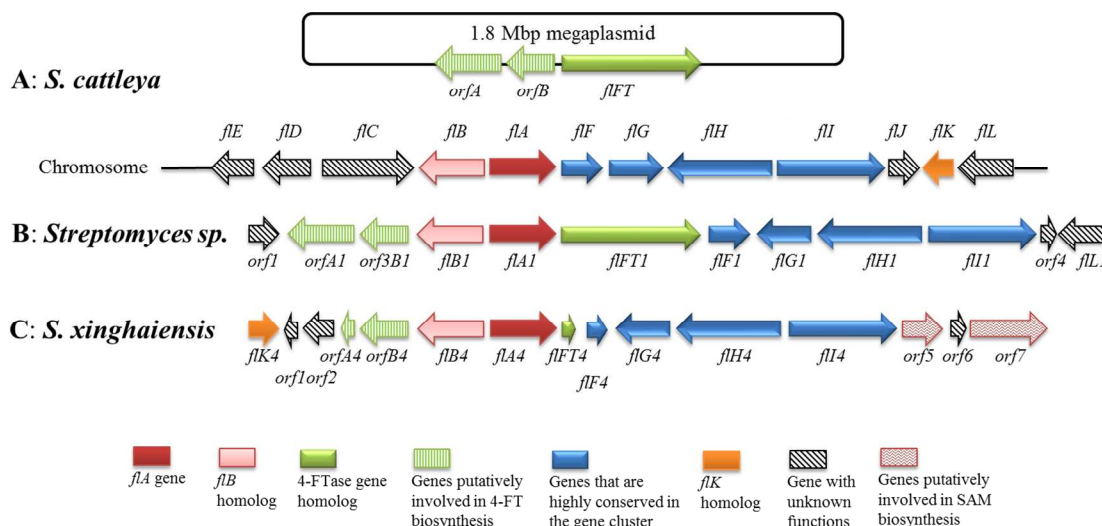 1.8 Mbp megaplasmid
A: S. cattleya
orfA orfB flFT
flE flD flC flB flA flF flG flH flI flJ flK flL
Chromosome
B: Streptomyces sp.
orf1 orfA1 orf3B1 flB1 flA1 flFT1 flF1 flG1 flH1 flI1 orf4 flL1
C: S. xinghaiensis
flK4 orf1 orf2 orfA4 orfB4 flB4 flA4 flFT4 flF4 flG4 flH4 flI4 orf5 orf6 orf7
flA gene
flB
homolog
4-FTase gene
homolog
Genes putatively
involved in 4-FT
biosynthesis
Genes that are
highly conserved in
the gene cluster
flK
homolog
Gene with
unknown
functions
Genes putatively
involved in SAM
biosynthesis